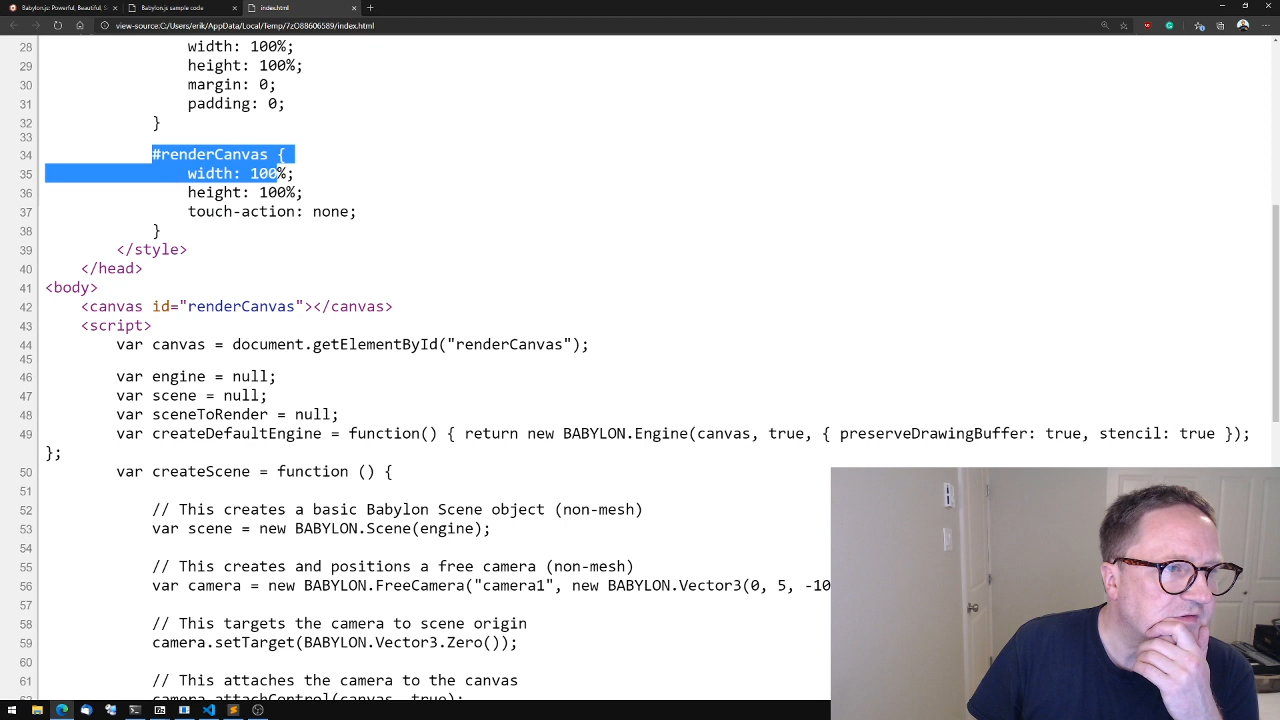 Babylon.js: Powerful, Beautiful, S
Babylon.js sample code
index.html
view-source:C:/Users/erik/AppData/Local/Temp/7zO88606589/index.html
28 width: 100%;
29 height: 100%;
30 margin: 0;
31 padding: 0;
32 }
33
34 #renderCanvas {
35 width: 100%;
36 height: 100%;
37 touch-action: none;
38 }
39 </style>
40 </head>
41 <body>
42 <canvas id="renderCanvas"></canvas>
43 <script>
44 var canvas = document.getElementById("renderCanvas");
45
46 var engine = null;
47 var scene = null;
48 var sceneToRender = null;
49 var createDefaultEngine = function() { return new BABYLON.Engine(canvas, true, { preserveDrawingBuffer: true, stencil: true });
};
50 var createScene = function () {
51
52 // This creates a basic Babylon Scene object (non-mesh)
53 var scene = new BABYLON.Scene(engine);
54
55 // This creates and positions a free camera (non-mesh)
56 var camera = new BABYLON.FreeCamera("camera1", new BABYLON.Vector3(0, 5, -10
57
58 // This targets the camera to scene origin
59 camera.setTarget(BABYLON.Vector3.Zero());
60
61 // This attaches the camera to the canvas
62 camera.attachControl(canvas, true);